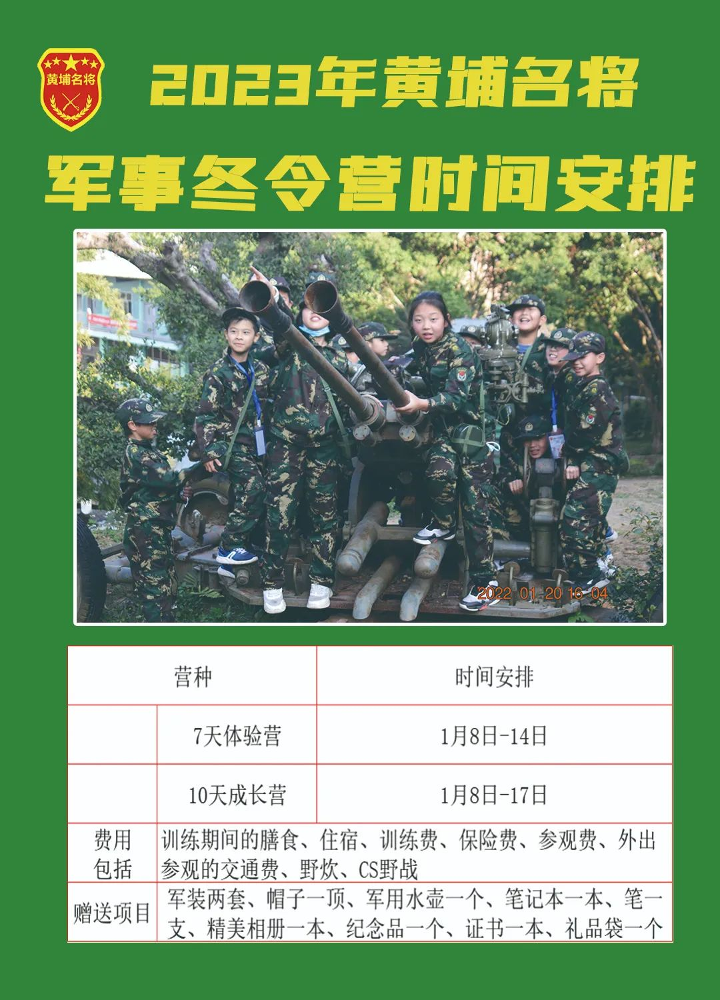 黄埔名将
2023年黄埔名将
军事冬令营时间安排
2022 01 20 16 04
营种
时间安排
7天体验营
1月8日-14日
10天成长营
1月8日-17日
费用
包括
训练期间的膳食、住宿、训练费、保险费、参观费、外出
参观的交通费、野炊、CS野战
赠送项目
军装两套、帽子一顶、军用水壶一个、笔记本一本、笔一
支、精美相册一本、纪念品一个、证书一本、礼品袋一个